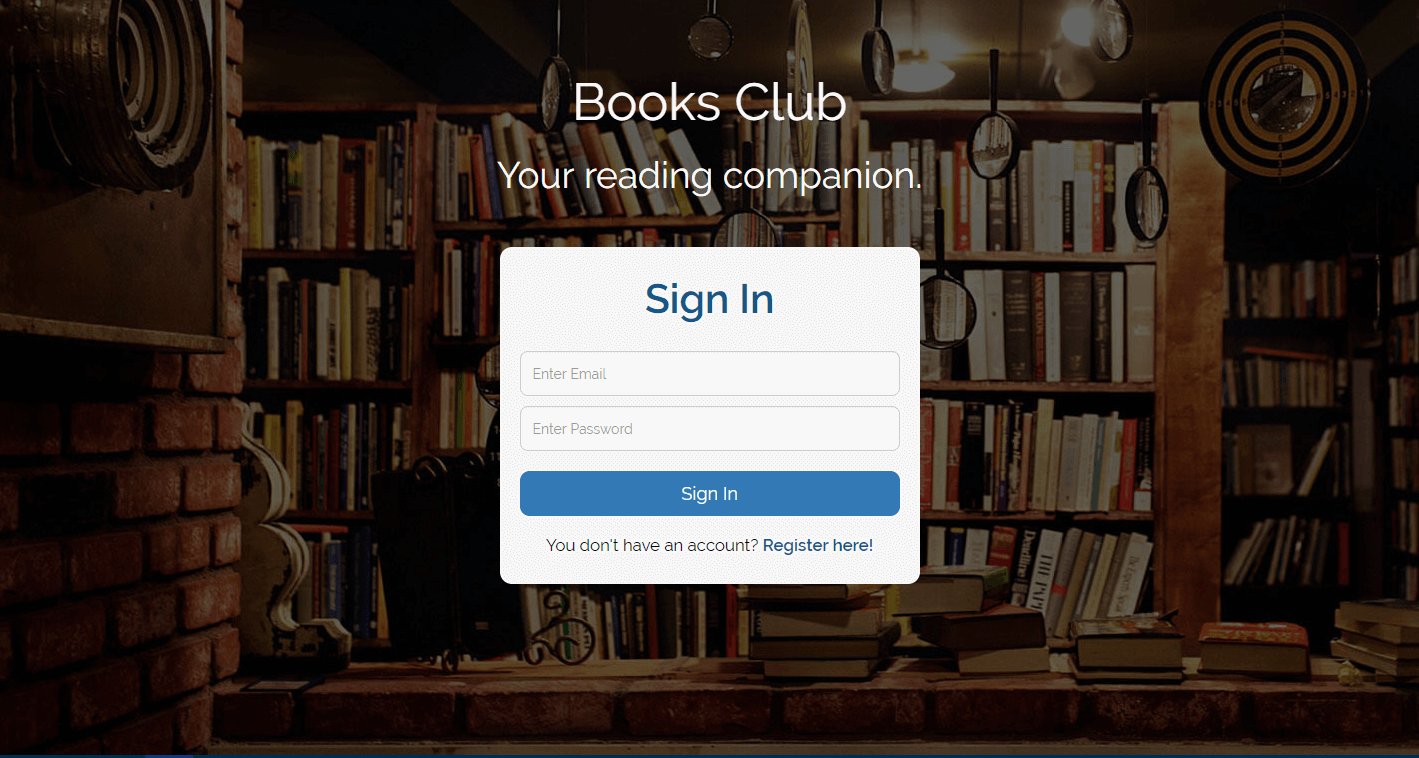 Books Club
Your reading companion.
Sign In
Enter Email
Enter Password
Sign In
You don't have an account? Register here!